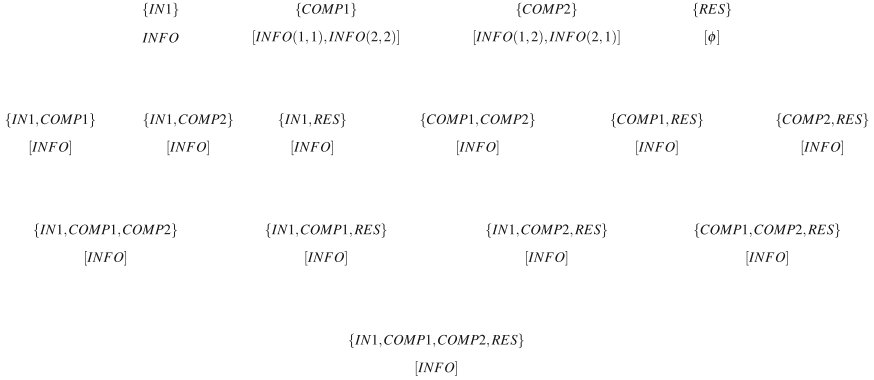 {IN1} {COMP1} {COMP2} {RES}
INFO [INFO(1,1),INFO(2,2)] [INFO(1,2),INFO(2,1)] [ϕ]
{IN1,COMP1} {IN1,COMP2} {IN1,RES} {COMP1,COMP2} {COMP1,RES} {COMP2,RES}
[INFO] [INFO] [INFO] [INFO] [INFO] [INFO]
{IN1,COMP1,COMP2} {IN1,COMP1,RES} {IN1,COMP2,RES} {COMP1,COMP2,RES}
[INFO] [INFO] [INFO] [INFO]
{IN1,COMP1,COMP2,RES}
[INFO]